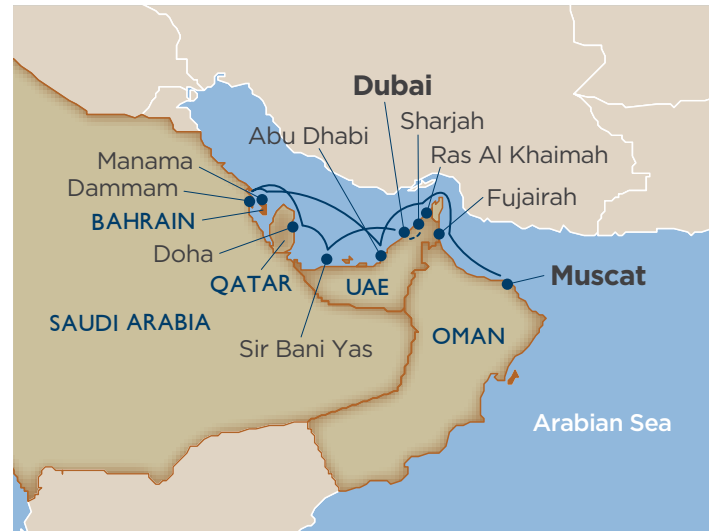 Dubai
Sharjah
Abu Dhabi
Ras Al Khaimah
Manama
Dammam
Fujairah
BAHRAIN
Doha
QATAR
UAE
Muscat
SAUDI ARABIA
OMAN
Sir Bani Yas
Arabian Sea